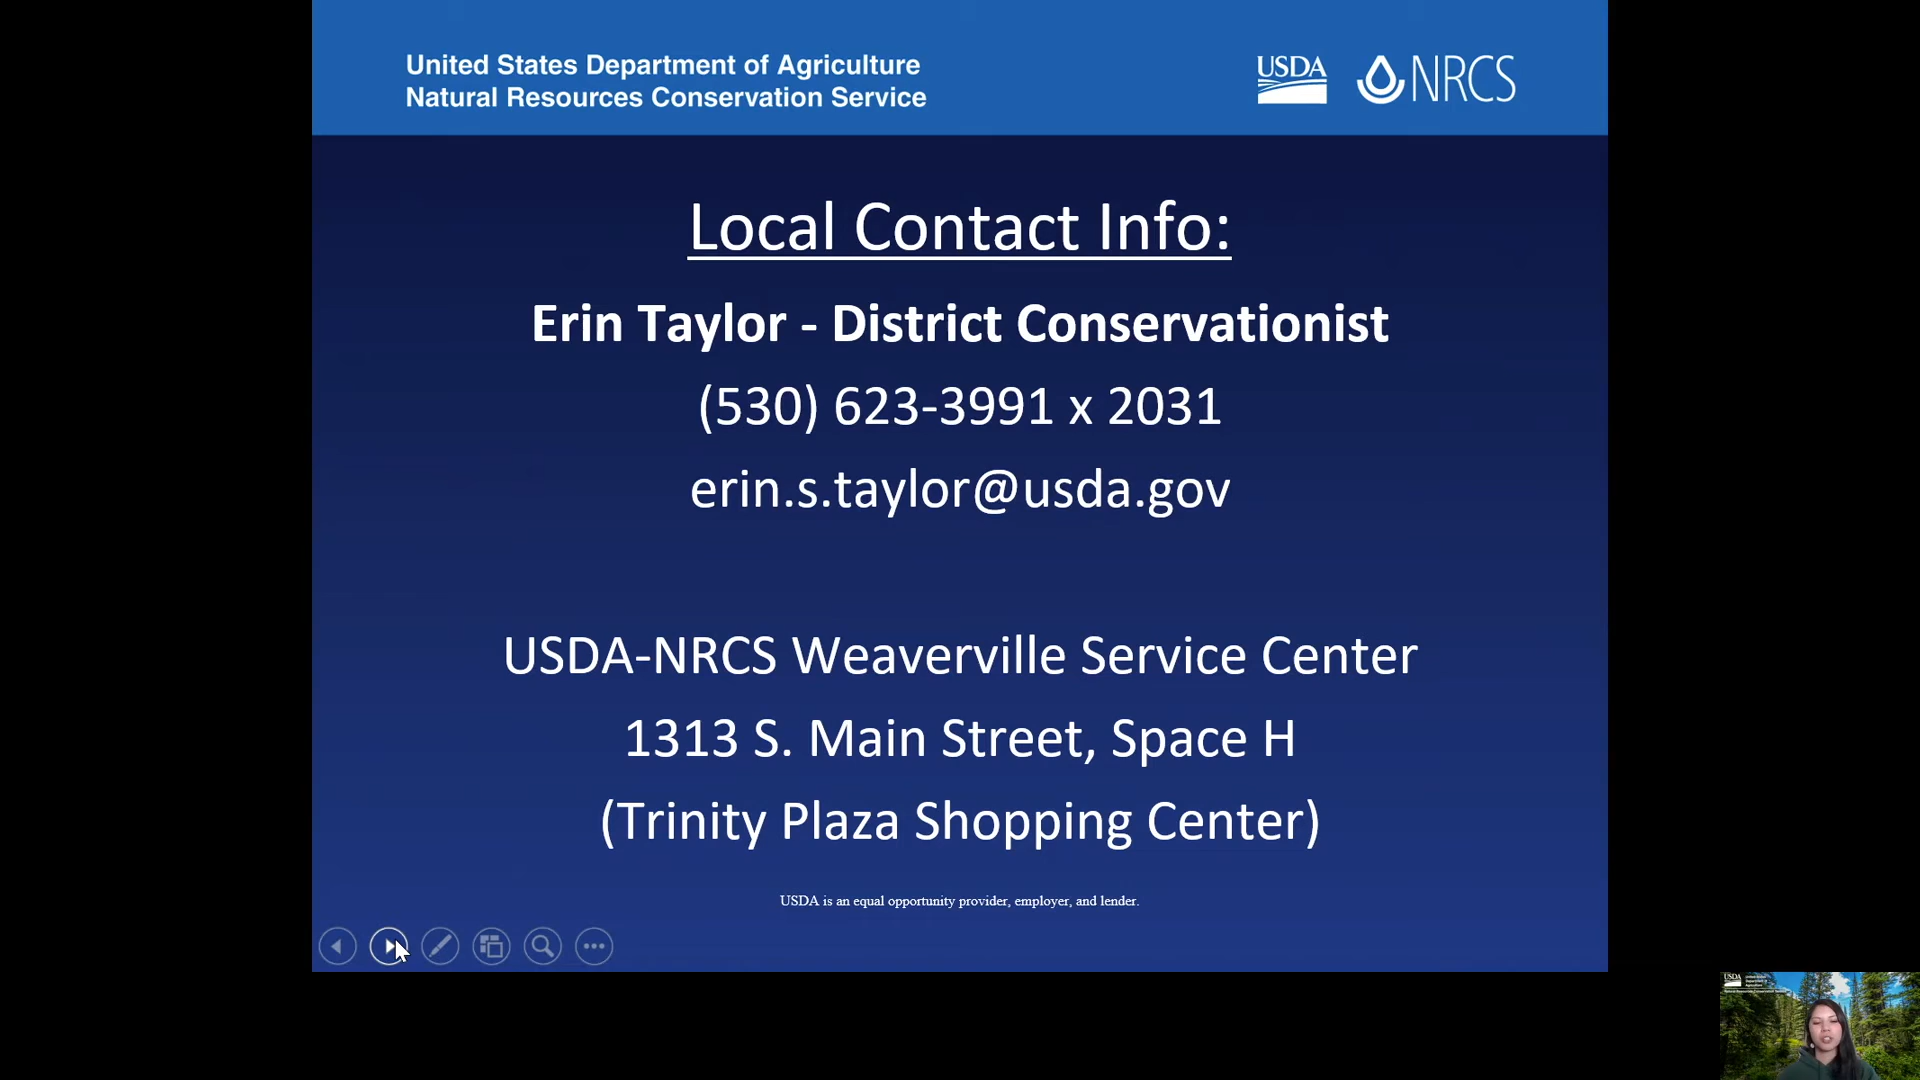 United States Department of Agriculture
Natural Resources Conservation Service
USDA
NRCS
Local Contact Info:
Erin Taylor - District Conservationist
(530) 623-3991 x 2031
erin.s.taylor@usda.gov
USDA-NRCS Weaverville Service Center
1313 S. Main Street, Space H
(Trinity Plaza Shopping Center)
USDA is an equal opportunity provider, employer, and lender.
USDA